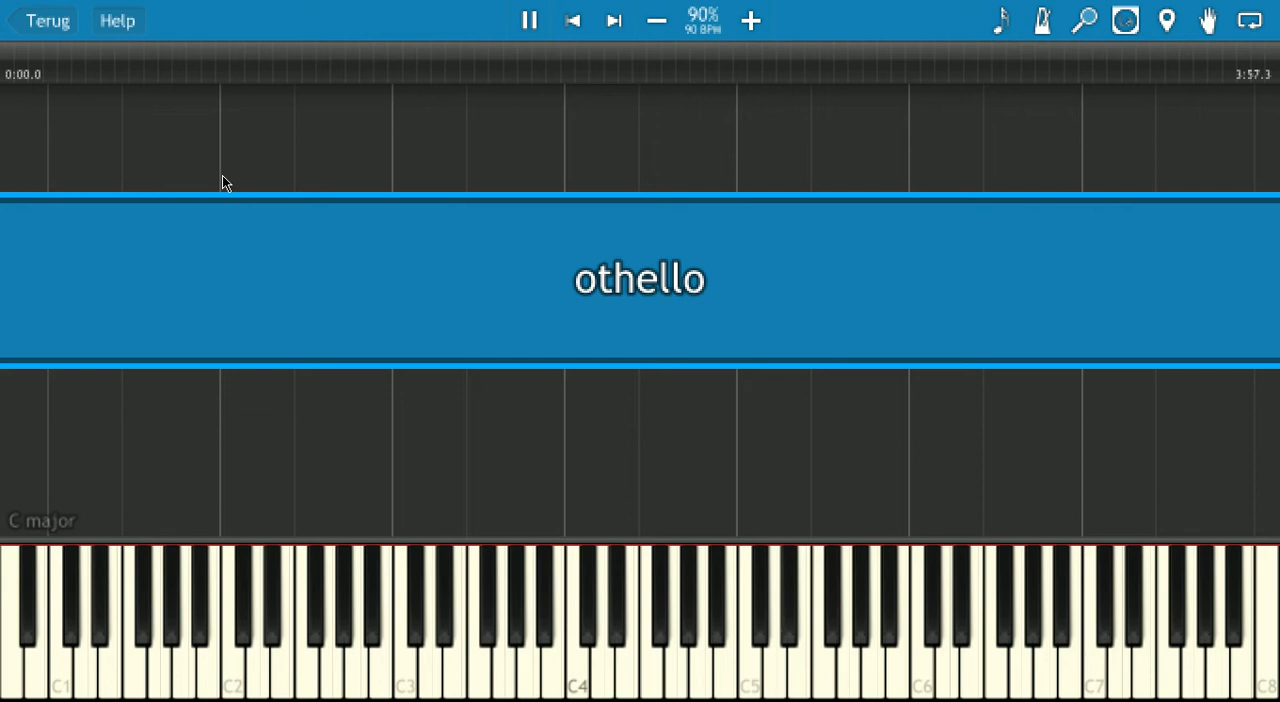 Terug Help 90%
90 BPM
0:00.0 3:57.3
othello
C major
C1 C2 C3 C4 C5 C6 C7 C8